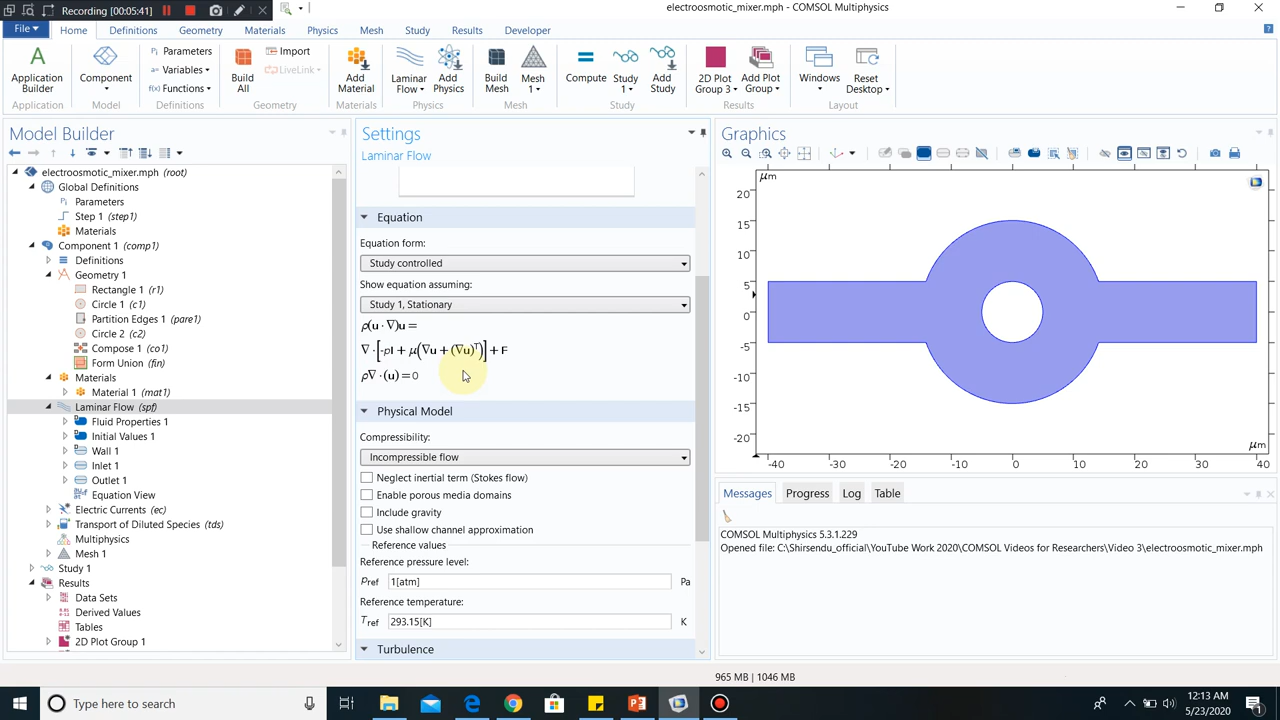 Recording... 00:05:41
electroosmotic_mixer.mph - COMSOL Multiphysics
File
Home
Definitions
Geometry
Materials
Physics
Mesh
Study
Results
Developer
Application Builder
Application
Component
Model
Pi Parameters
a= Variables
f(x) Functions
Definitions
Build All
Import
LiveLink
Geometry
Add Material
Materials
Laminar Flow
Add Physics
Physics
Build Mesh
Mesh 1
Mesh
Compute
Study 1
Add Study
Study
2D Plot Group 3
Add Plot Group
Results
Windows
Reset Desktop
Layout
Model Builder
electroosmotic_mixer.mph (root)
Global Definitions
Pi Parameters
Step 1 (step1)
Materials
Component 1 (comp1)
Definitions
Geometry 1
Rectangle 1 (r1)
Circle 1 (c1)
Partition Edges 1 (pare1)
Circle 2 (c2)
Compose 1 (co1)
Form Union (fin)
Materials
Material 1 (mat1)
Laminar Flow (spf)
Fluid Properties 1
Initial Values 1
Wall 1
Inlet 1
Outlet 1
Equation View
Electric Currents (ec)
Transport of Diluted Species (tds)
Multiphysics
Mesh 1
Study 1
Results
Data Sets
Derived Values
Tables
2D Plot Group 1
Settings
Laminar Flow
Equation
Equation form:
Study controlled
Show equation assuming:
Study 1, Stationary
ρ(u · ∇)u =
∇ · [-pI + μ(∇u + (∇u)ᵀ)] + F
ρ∇ · (u) = 0
Physical Model
Compressibility:
Incompressible flow
Neglect inertial term (Stokes flow)
Enable porous media domains
Include gravity
Use shallow channel approximation
Reference values
Reference pressure level:
pref 1[atm] Pa
Reference temperature:
Tref 293.15[K] K
Turbulence
Graphics
μm
20
15
10
5
0
-5
-10
-15
-20
μm
-40 -30 -20 -10 0 10 20 30 40
Messages
Progress
Log
Table
COMSOL Multiphysics 5.3.1.229
Opened file: C:\Shirsendu_official\YouTube Work 2020\COMSOL Videos for Researchers\Video 3\electroosmotic_mixer.mph
965 MB | 1046 MB
Type here to search
12:13 AM
5/23/2020